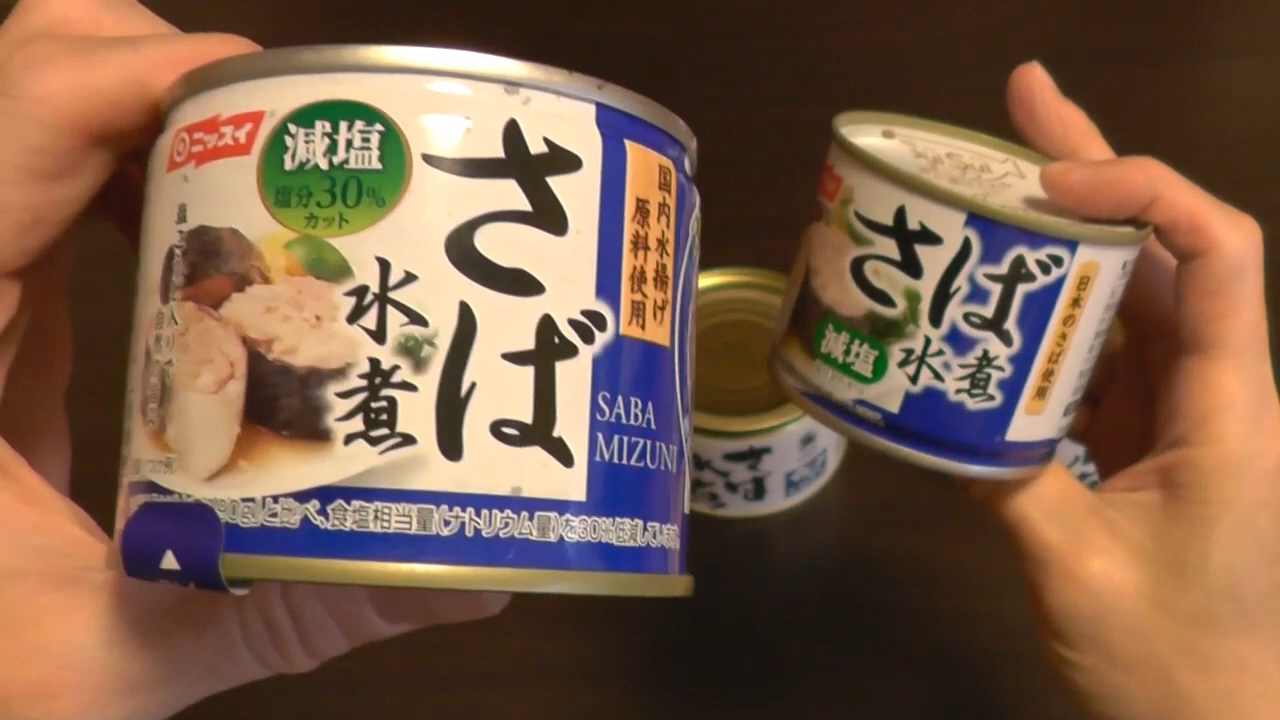 ニッスイ
減塩
塩分30%
カット
さば
水煮
国内水揚げ
原料使用
SABA
MIZUNI
と比べ、食塩相当量(ナトリウム量)を30%低減してい
さば
水煮
減塩
日本のさば使用
さば